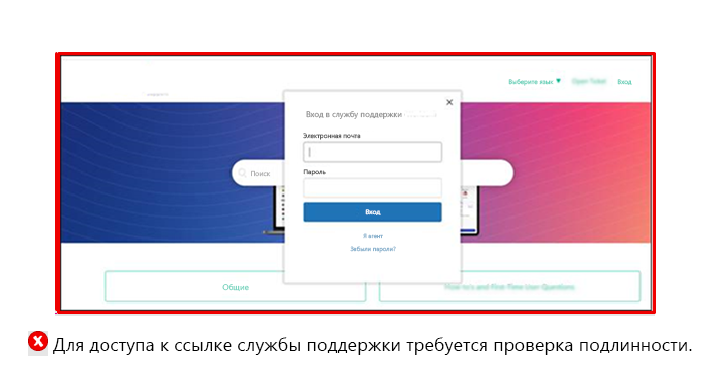 Выберите язык ▼ Open Ticket Вход
Вход в службу поддержки
Электронная почта
Поиск
Пароль
Вход
Я агент
Забыли пароль?
Общие
How to's and First-Time User Questions
Для доступа к ссылке службы поддержки требуется проверка подлинности.